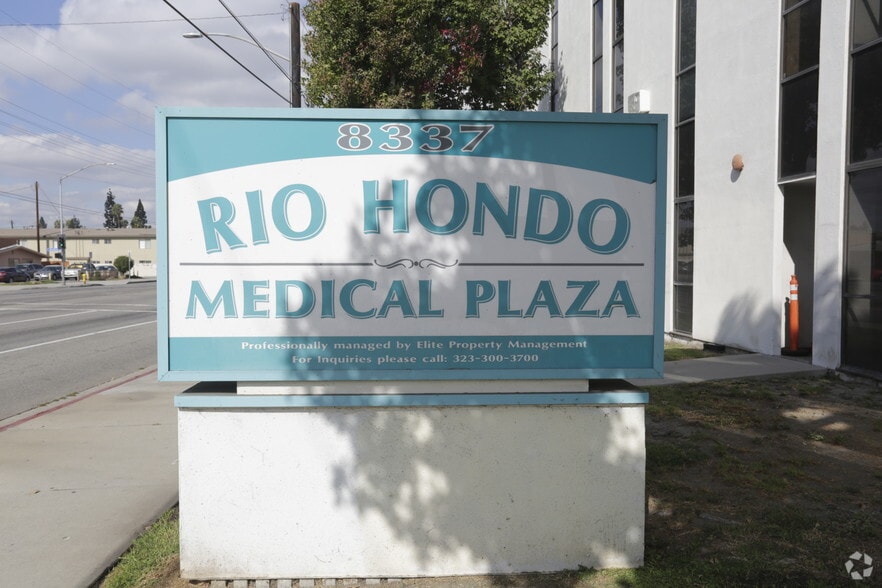 8337
RIO HONDO
MEDICAL PLAZA
Professionally managed by Elite Property Management
For Inquiries please call: 323-300-3700